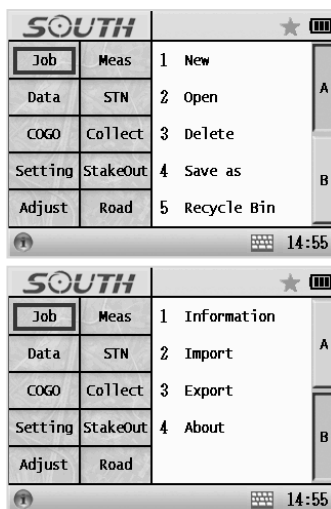 SOUTH
Job Meas 1 New A
Data STN 2 Open
COGO Collect 3 Delete
Setting StakeOut 4 Save as B
Adjust Road 5 Recycle Bin
14:55
SOUTH
Job Meas 1 Information
Data STN 2 Import A
COGO Collect 3 Export
Setting StakeOut 4 About B
Adjust Road
14:55